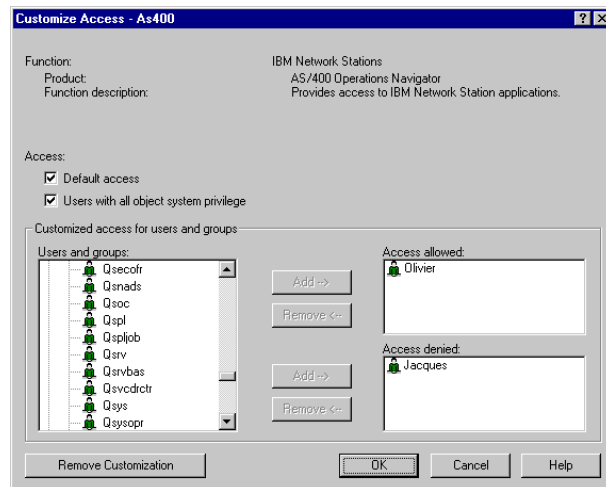 Customize Access - As400
Function: IBM Network Stations
Product: AS/400 Operations Navigator
Function description: Provides access to IBM Network Station applications.
Access:
Default access
Users with all object system privilege
Customized access for users and groups
Users and groups:
Qsecofr
Qsnads
Qsoc
Qspl
Qspljob
Qsrv
Qsrvbas
Qsvcdrctr
Qsys
Qsysopr
Add -->
Remove <--
Add -->
Remove <--
Access allowed:
Olivier
Access denied:
Jacques
Remove Customization OK Cancel Help